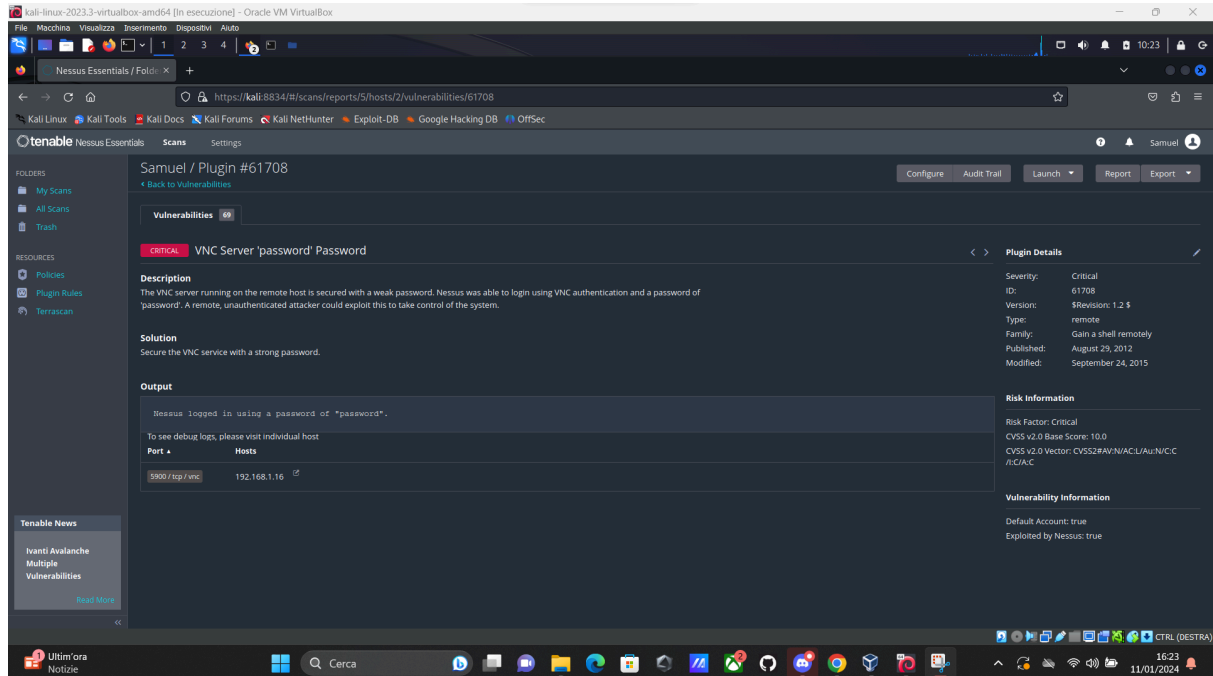 kali-linux-2023.3-virtualbox-amd64 [In esecuzione] - Oracle VM VirtualBox
File Macchina Visualizza Inserimento Dispositivi Aiuto
1 2 3 4 2 10:23
Nessus Essentials / Folde
https://kali:8834/#/scans/reports/5/hosts/2/vulnerabilities/61708
Kali Linux Kali Tools Kali Docs Kali Forums Kali NetHunter Exploit-DB Google Hacking DB OffSec
tenable Nessus Essentials Scans Settings Samuel
FOLDERS
My Scans
All Scans
Trash
RESOURCES
Policies
Plugin Rules
Terrascan
Tenable News
Ivanti Avalanche
Multiple
Vulnerabilities
Read More
Samuel / Plugin #61708
Back to Vulnerabilities
Configure Audit Trail Launch Report Export
Vulnerabilities 69
CRITICAL VNC Server 'password' Password
Description
The VNC server running on the remote host is secured with a weak password. Nessus was able to login using VNC authentication and a password of
'password'. A remote, unauthenticated attacker could exploit this to take control of the system.
Solution
Secure the VNC service with a strong password.
Output
Nessus logged in using a password of "password".
To see debug logs, please visit individual host
Port Hosts
5900 / tcp / vnc 192.168.1.16
Plugin Details
Severity: Critical
ID: 61708
Version: $Revision: 1.2 $
Type: remote
Family: Gain a shell remotely
Published: August 29, 2012
Modified: September 24, 2015
Risk Information
Risk Factor: Critical
CVSS v2.0 Base Score: 10.0
CVSS v2.0 Vector: CVSS2#AV:N/AC:L/Au:N/C:C
/I:C/A:C
Vulnerability Information
Default Account: true
Exploited by Nessus: true
CTRL (DESTRA)
1 Ultim'ora
Notizie
Cerca
16:23
11/01/2024